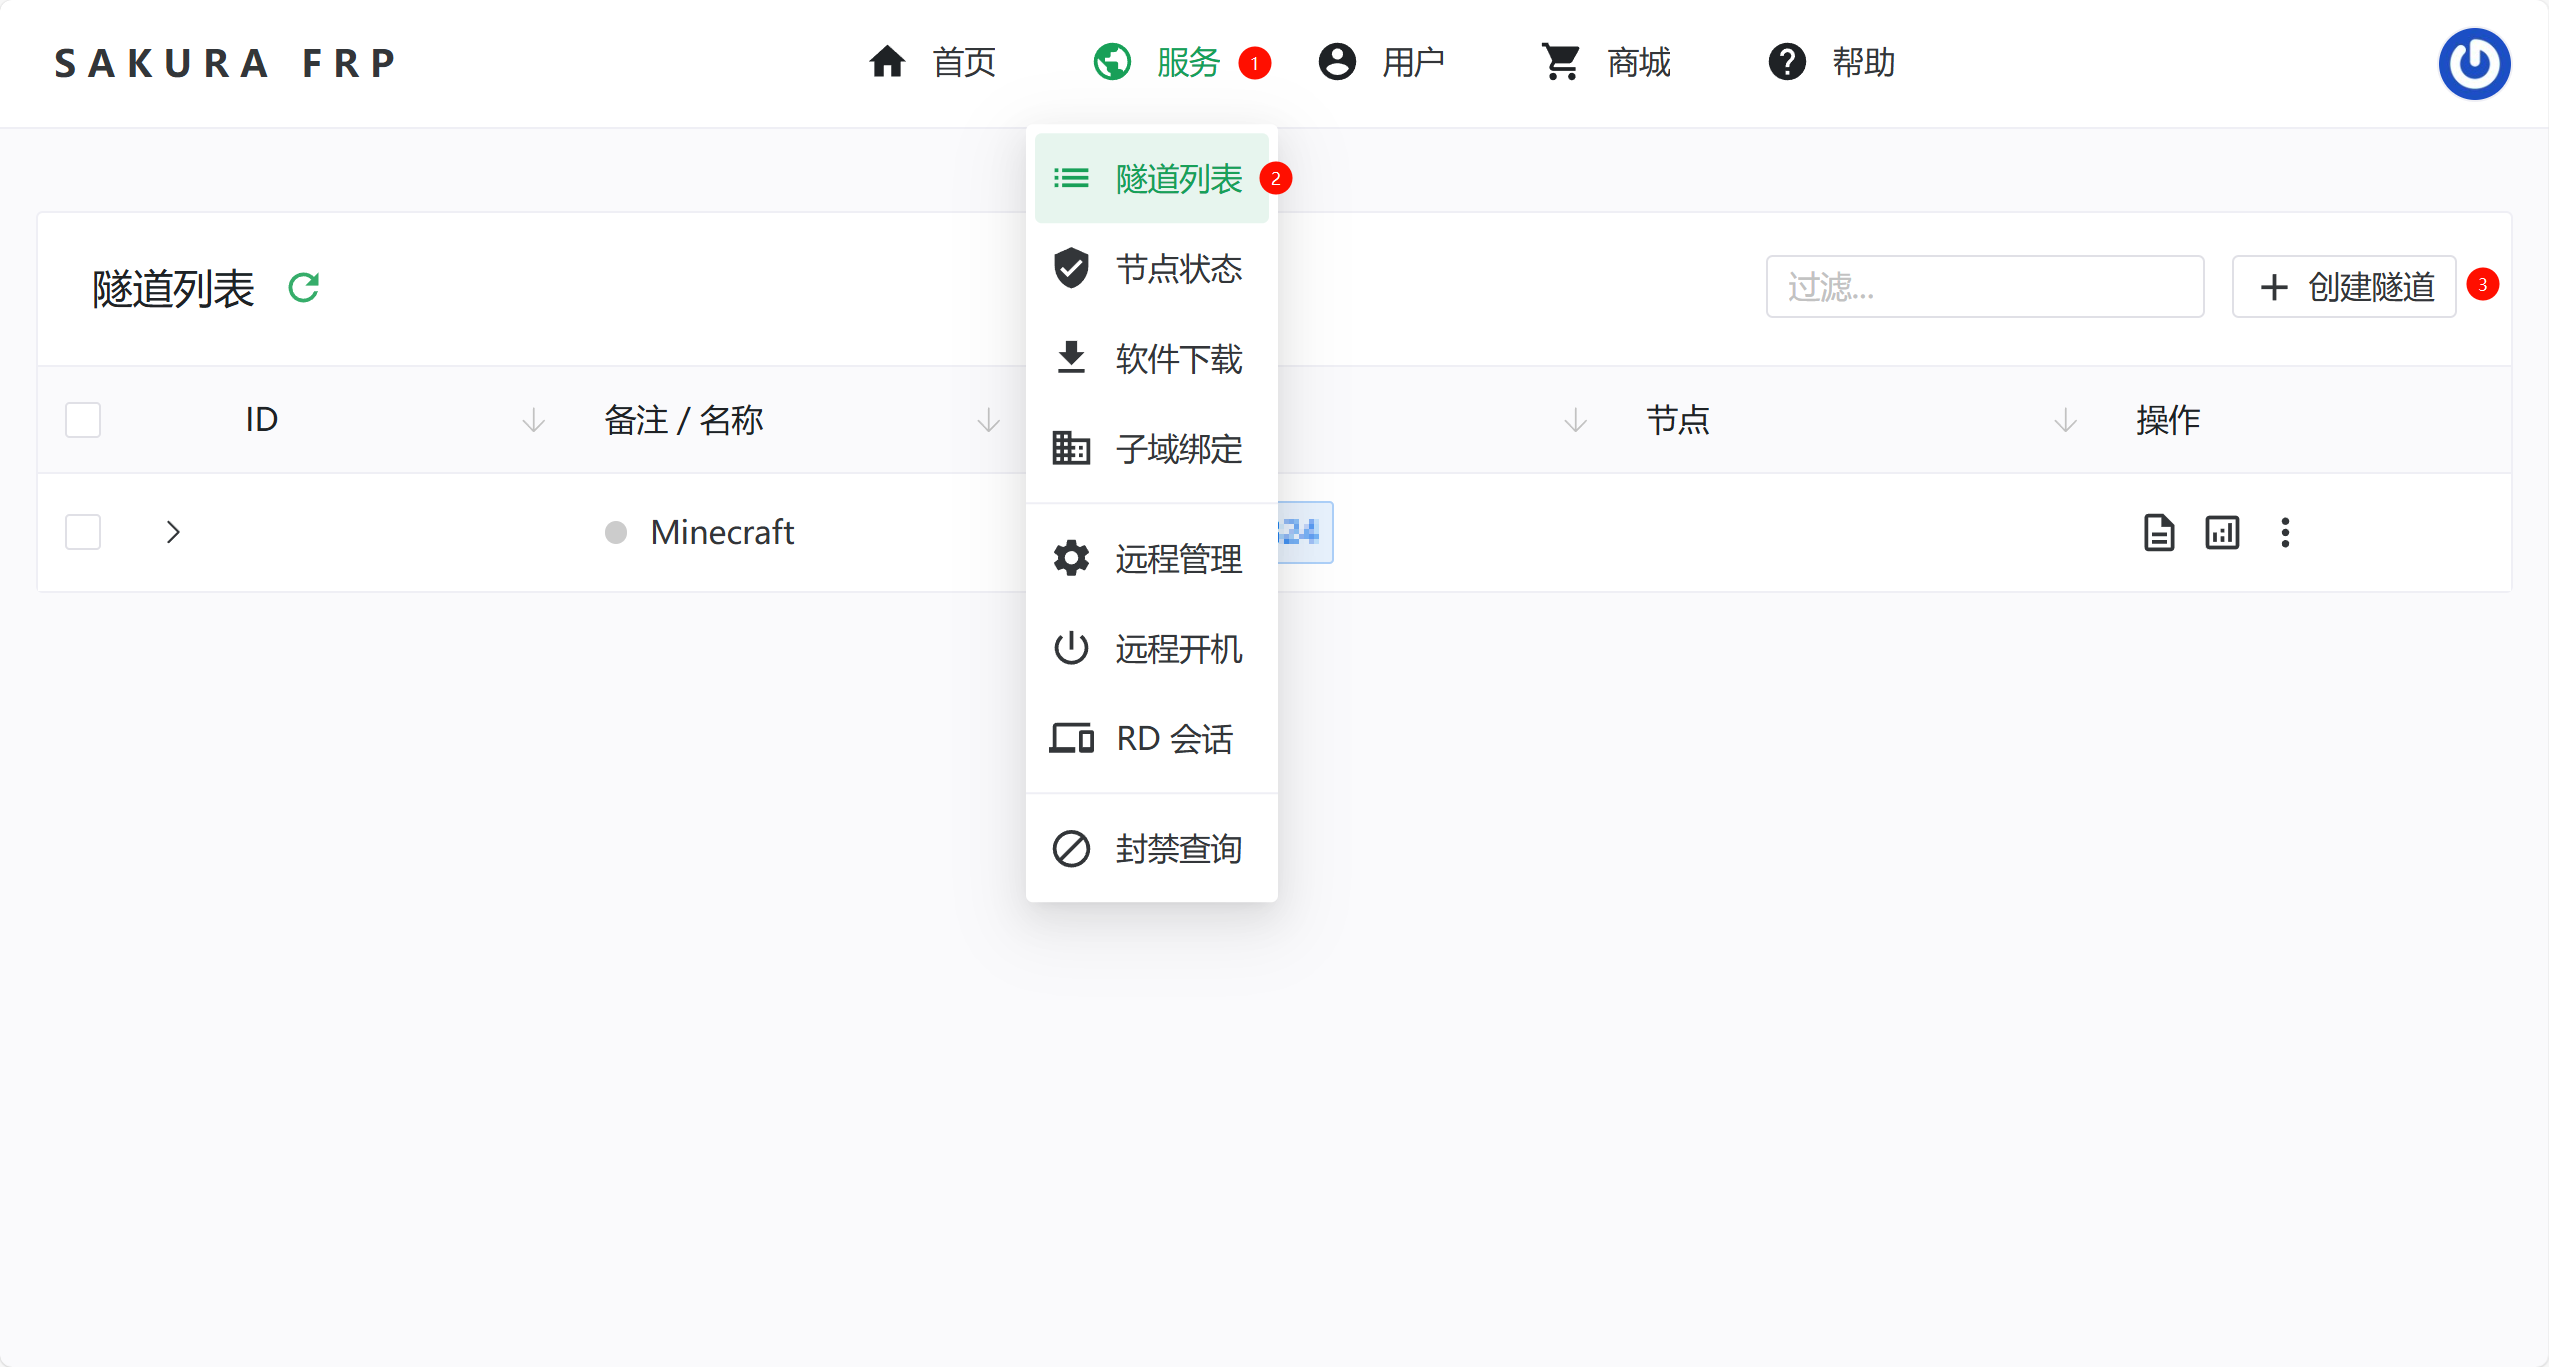 SAKURA FRP
首页
服务 1
用户
商城
帮助
隧道列表 2
节点状态
软件下载
子域绑定
远程管理
远程开机
RD 会话
封禁查询
隧道列表
过滤...
创建隧道 3
ID
备注 / 名称
节点
操作
Minecraft